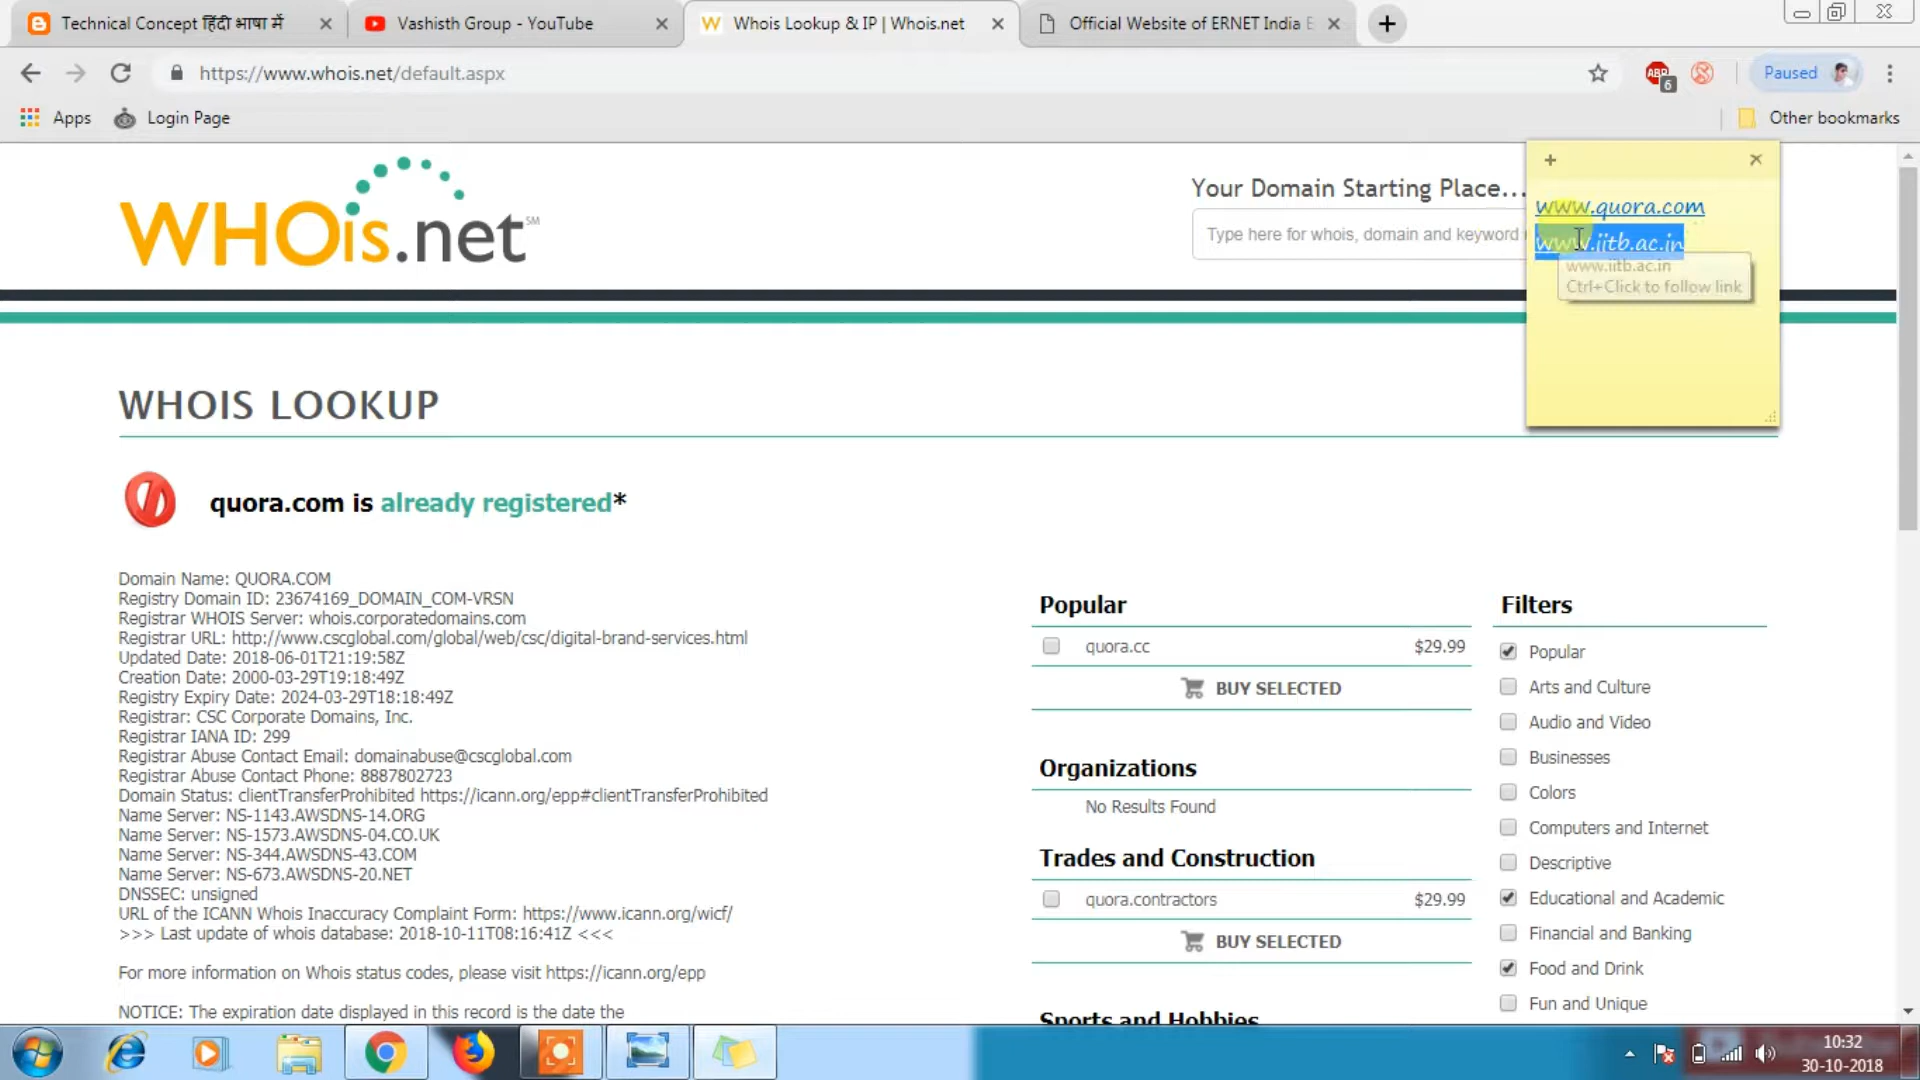 Technical Concept हिंदी भाषा में
Vashisth Group - YouTube
Whois Lookup & IP | Whois.net
Official Website of ERNET India
https://www.whois.net/default.aspx
ABP
6
Paused
Apps
Login Page
Other bookmarks
WHOis.net SM
Your Domain Starting Place...
Type here for whois, domain and keyword
www.quora.com
www.iitb.ac.in
www.iitb.ac.in
Ctrl+Click to follow link
WHOIS LOOKUP
quora.com is already registered*
Domain Name: QUORA.COM
Registry Domain ID: 23674169_DOMAIN_COM-VRSN
Registrar WHOIS Server: whois.corporatedomains.com
Registrar URL: http://www.cscglobal.com/global/web/csc/digital-brand-services.html
Updated Date: 2018-06-01T21:19:58Z
Creation Date: 2000-03-29T19:18:49Z
Registry Expiry Date: 2024-03-29T18:18:49Z
Registrar: CSC Corporate Domains, Inc.
Registrar IANA ID: 299
Registrar Abuse Contact Email: domainabuse@cscglobal.com
Registrar Abuse Contact Phone: 8887802723
Domain Status: clientTransferProhibited https://icann.org/epp#clientTransferProhibited
Name Server: NS-1143.AWSDNS-14.ORG
Name Server: NS-1573.AWSDNS-04.CO.UK
Name Server: NS-344.AWSDNS-43.COM
Name Server: NS-673.AWSDNS-20.NET
DNSSEC: unsigned
URL of the ICANN Whois Inaccuracy Complaint Form: https://www.icann.org/wicf/
>>> Last update of whois database: 2018-10-11T08:16:41Z <<<
For more information on Whois status codes, please visit https://icann.org/epp
NOTICE: The expiration date displayed in this record is the date the
Popular
quora.cc $29.99
BUY SELECTED
Organizations
No Results Found
Trades and Construction
quora.contractors $29.99
BUY SELECTED
Sports and Hobbies
Filters
Popular
Arts and Culture
Audio and Video
Businesses
Colors
Computers and Internet
Descriptive
Educational and Academic
Financial and Banking
Food and Drink
Fun and Unique
10:32
30-10-2018